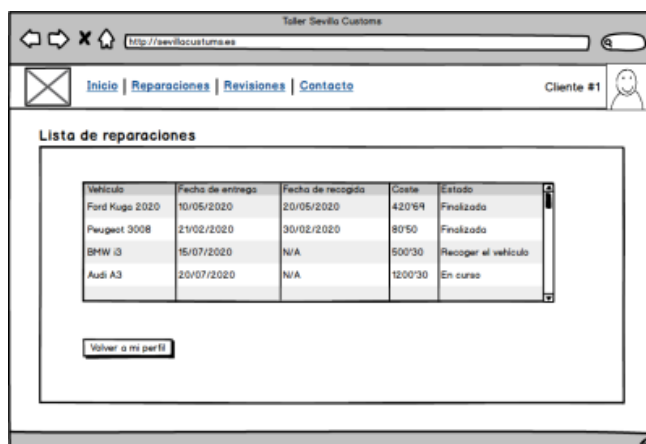 Taller Sevilla Customs
http://sevillacustums.es
Inicio | Reparaciones | Revisiones | Contacto
Cliente #1
Lista de reparaciones
Vehículo Fecha de entrega Fecha de recogida Coste Estado
Ford Kuga 2020 10/05/2020 20/05/2020 420'69 Finalizada
Peugeot 3008 21/02/2020 30/02/2020 80'50 Finalizada
BMW i3 15/07/2020 N/A 500'30 Recoger el vehículo
Audi A3 20/07/2020 N/A 1200'30 En curso
Volver a mi perfil